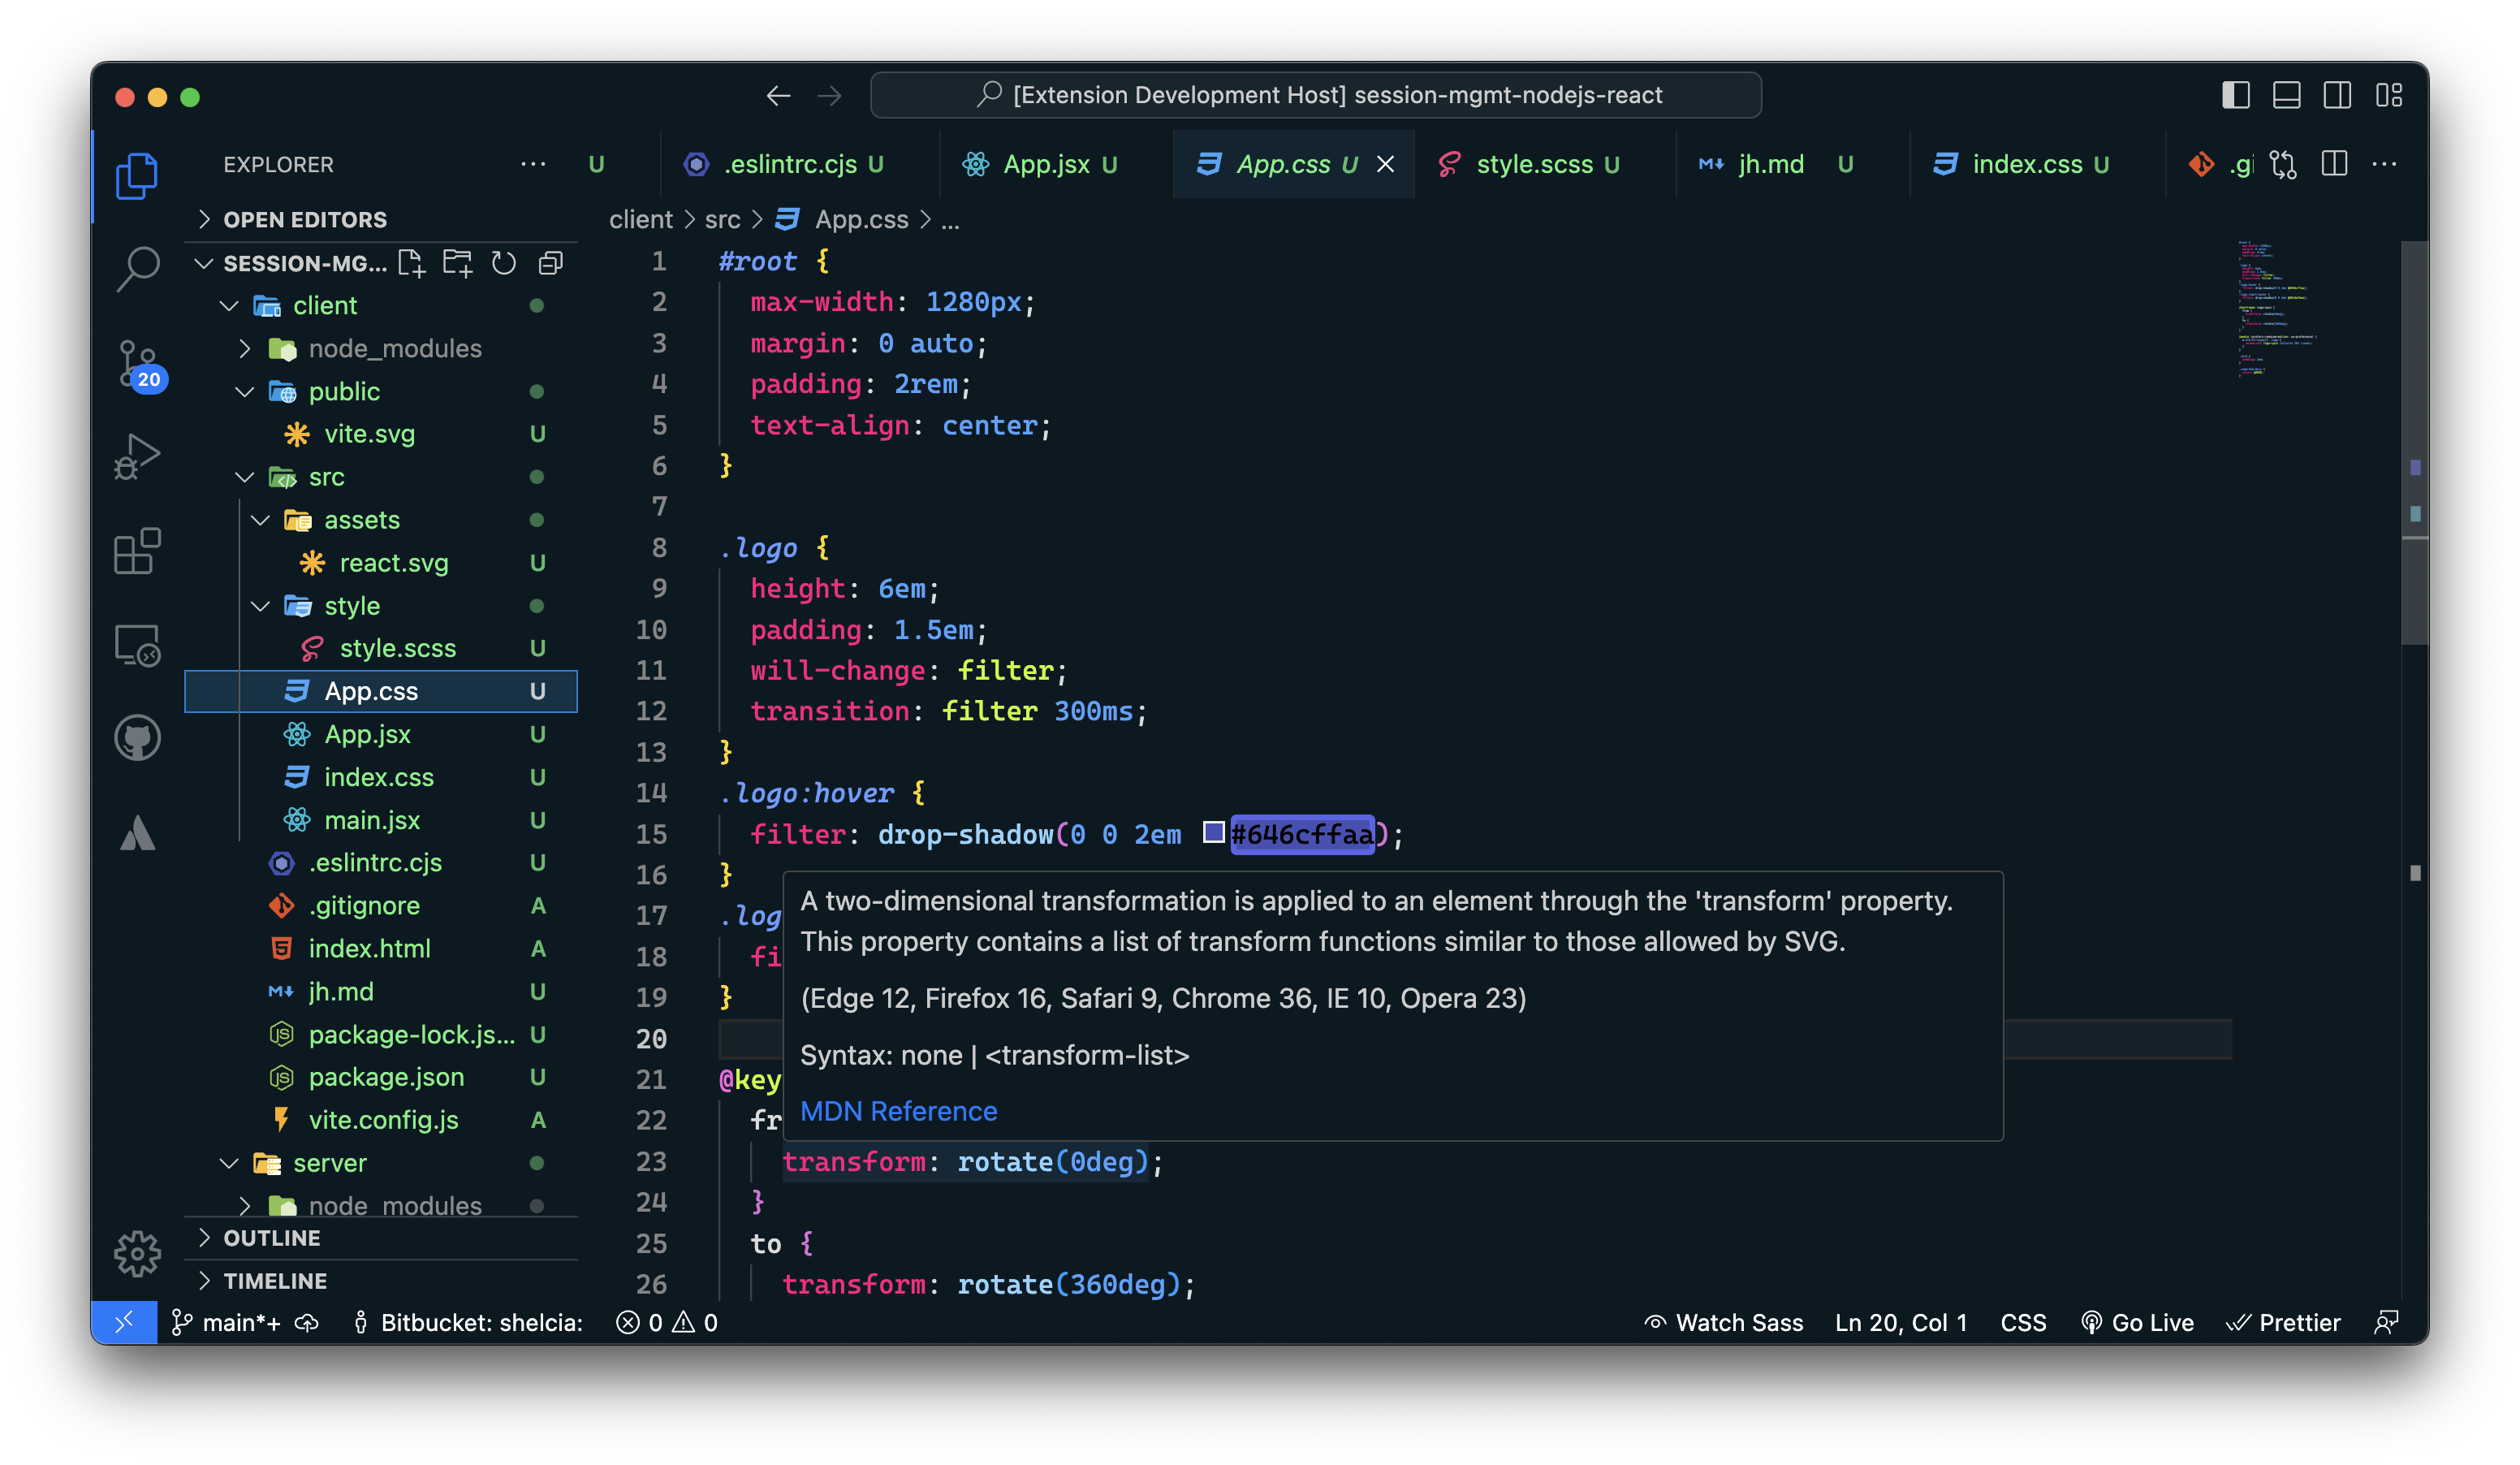 [Extension Development Host] session-mgmt-nodejs-react
EXPLORER
U
.eslintrc.cjs U
App.jsx U
App.css U
style.scss U
jh.md U
index.css U
.gi
OPEN EDITORS
SESSION-MG...
client
node_modules
public
vite.svg U
src
assets
react.svg U
style
style.scss U
App.css U
App.jsx U
index.css U
main.jsx U
.eslintrc.cjs U
.gitignore A
index.html A
jh.md U
package-lock.js... U
package.json U
vite.config.js A
server
node_modules
OUTLINE
TIMELINE
20
client > src > App.css > ...
1 #root {
2 max-width: 1280px;
3 margin: 0 auto;
4 padding: 2rem;
5 text-align: center;
6 }
7
8 .logo {
9 height: 6em;
10 padding: 1.5em;
11 will-change: filter;
12 transition: filter 300ms;
13 }
14 .logo:hover {
15 filter: drop-shadow(0 0 2em #646cffaa);
16 }
17 .log
18 fi
19 }
20
21 @key
22 fr
23 transform: rotate(0deg);
24 }
25 to {
26 transform: rotate(360deg);
A two-dimensional transformation is applied to an element through the 'transform' property.
This property contains a list of transform functions similar to those allowed by SVG.
(Edge 12, Firefox 16, Safari 9, Chrome 36, IE 10, Opera 23)
Syntax: none | <transform-list>
MDN Reference
main*+ Bitbucket: shelcia: 0 0 Watch Sass Ln 20, Col 1 CSS Go Live Prettier